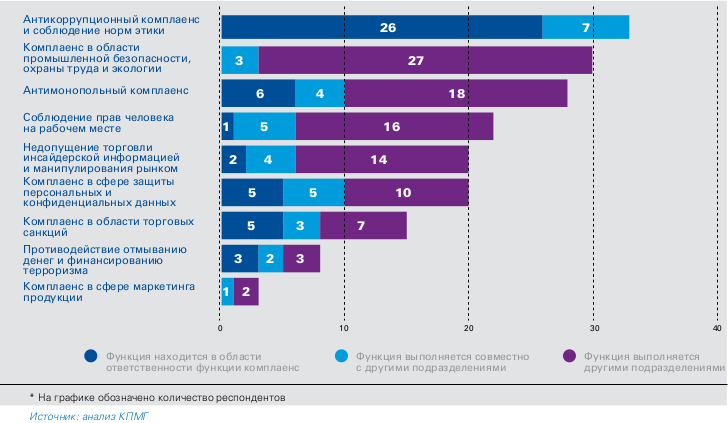 Антикоррупционный комплаенс
и соблюдение норм этики
26
7
Комплаенс в области
промышленной безопасности,
охраны труда и экологии
3
27
Антимонопольный комплаенс
6
4
18
Соблюдение прав человека
на рабочем месте
1
5
16
Недопущение торговли
инсайдерской информацией
и манипулирования рынком
2
4
14
Комплаенс в сфере защиты
персональных и
конфиденциальных данных
5
5
10
Комплаенс в области торговых
санкций
5
3
7
Противодействие отмыванию
денег и финансированию
терроризма
3
2
3
Комплаенс в сфере маркетинга
продукции
1
2
0
10
20
30
40
Функция находится в области
ответственности функции комплаенс
Функция выполняется совместно
с другими подразделениями
Функция выполняется
другими подразделениями
* На графике обозначено количество респондентов
Источник: анализ КПМГ